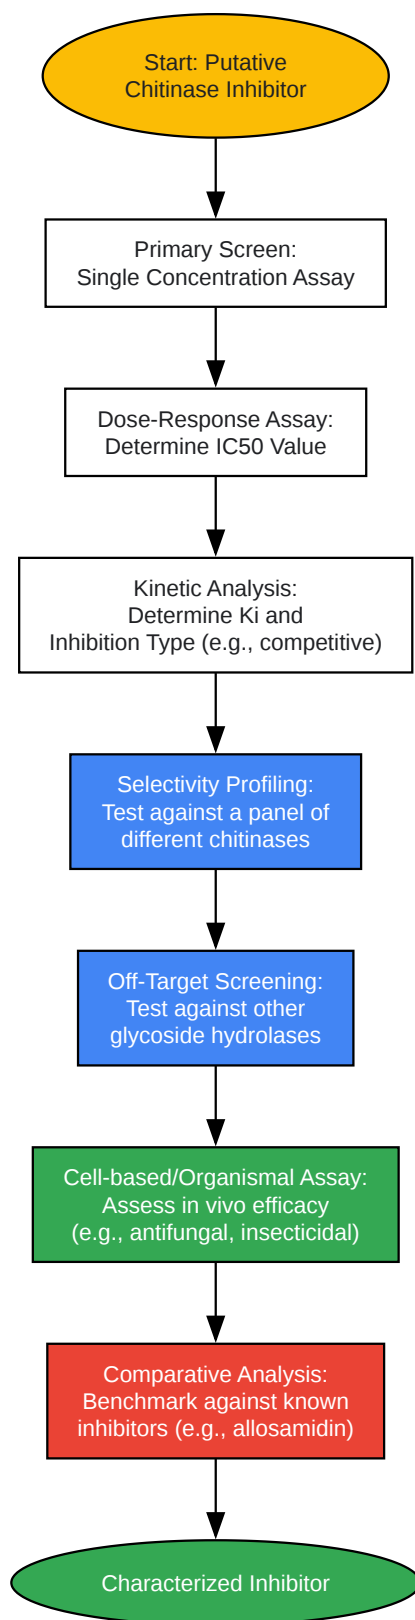 Start: Putative
Chitinase Inhibitor
Primary Screen:
Single Concentration Assay
Dose-Response Assay:
Determine IC50 Value
Kinetic Analysis:
Determine Ki and
Inhibition Type (e.g., competitive)
Selectivity Profiling:
Test against a panel of
different chitinases
Off-Target Screening:
Test against other
glycoside hydrolases
Cell-based/Organismal Assay:
Assess in vivo efficacy
(e.g., antifungal, insecticidal)
Comparative Analysis:
Benchmark against known
inhibitors (e.g., allosamidin)
Characterized Inhibitor